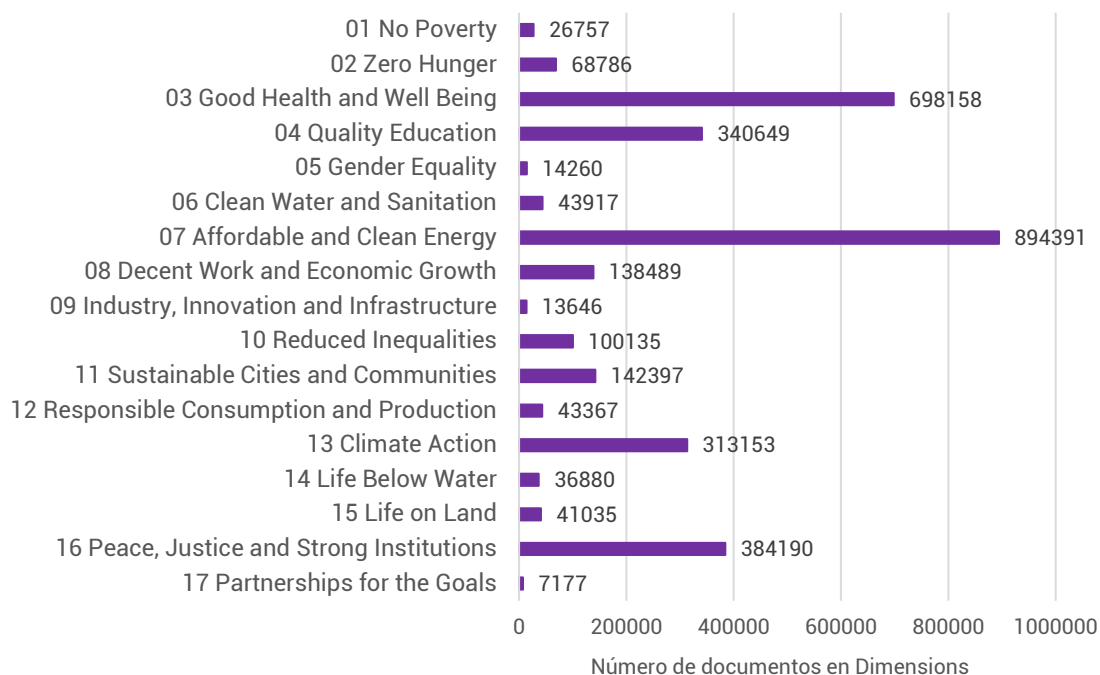 01 No Poverty 26757
02 Zero Hunger 68786
03 Good Health and Well Being 698158
04 Quality Education 340649
05 Gender Equality 14260
06 Clean Water and Sanitation 43917
07 Affordable and Clean Energy 894391
08 Decent Work and Economic Growth 138489
09 Industry, Innovation and Infrastructure 13646
10 Reduced Inequalities 100135
11 Sustainable Cities and Communities 142397
12 Responsible Consumption and Production 43367
13 Climate Action 313153
14 Life Below Water 36880
15 Life on Land 41035
16 Peace, Justice and Strong Institutions 384190
17 Partnerships for the Goals 7177
0 200000 400000 600000 800000 1000000
Número de documentos en Dimensions